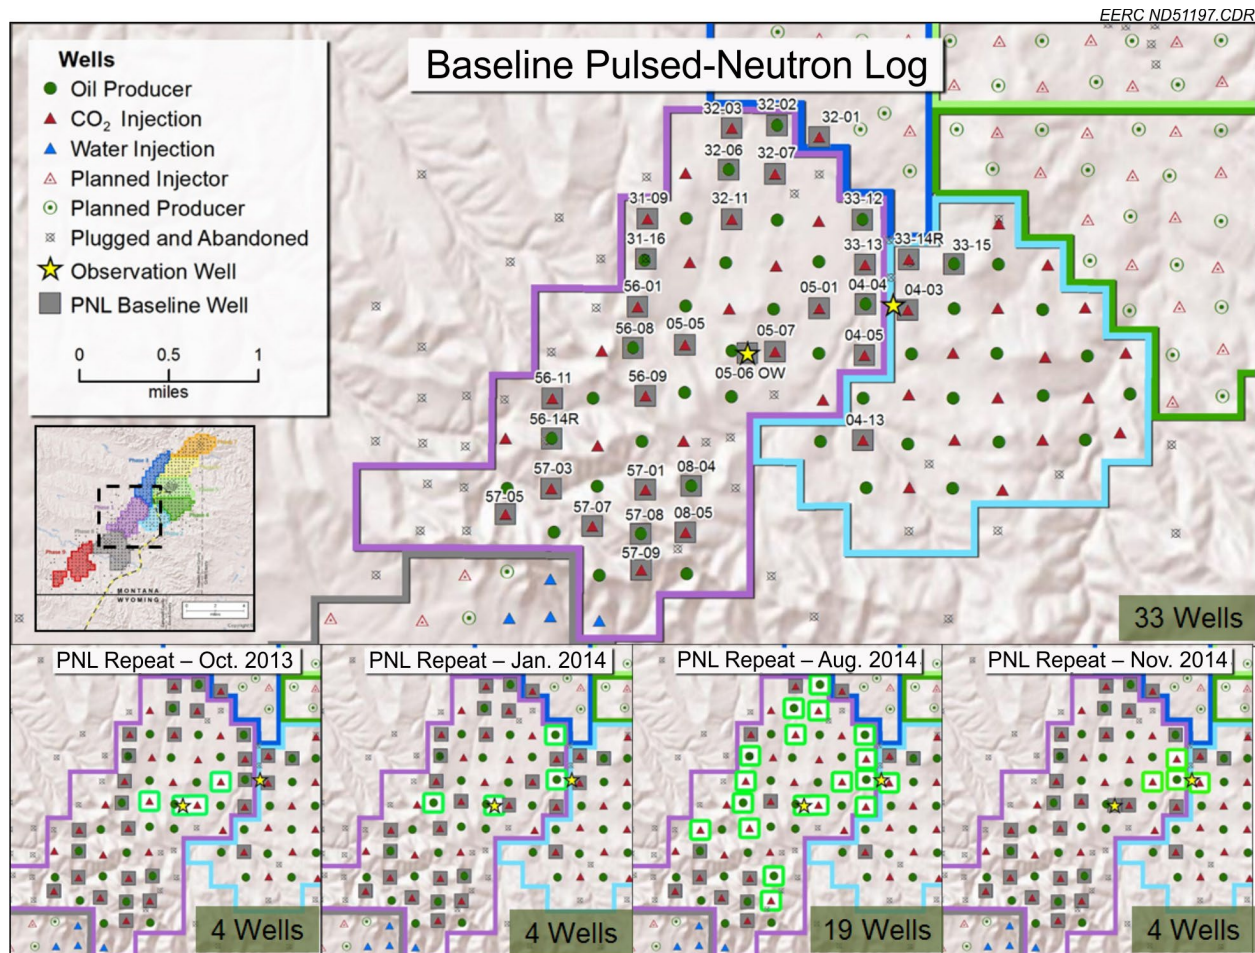 EERC ND51197.CDR
Baseline Pulsed-Neutron Log
Wells
Oil Producer
CO2 Injection
Water Injection
Planned Injector
Planned Producer
Plugged and Abandoned
Observation Well
PNL Baseline Well
0 0.5 1
miles
32-03
32-02
32-01
32-06
32-07
31-09
32-11
33-12
31-16
33-13
33-14R
33-15
56-01
05-01
04-04
04-03
56-08
05-05
05-07
04-05
05-06 OW
56-11
56-09
56-14R
04-13
57-03
57-01
08-04
57-05
57-07
57-08
08-05
57-09
MONTANA
WYOMING
33 Wells
PNL Repeat – Oct. 2013
4 Wells
PNL Repeat – Jan. 2014
4 Wells
PNL Repeat – Aug. 2014
19 Wells
PNL Repeat – Nov. 2014
4 Wells